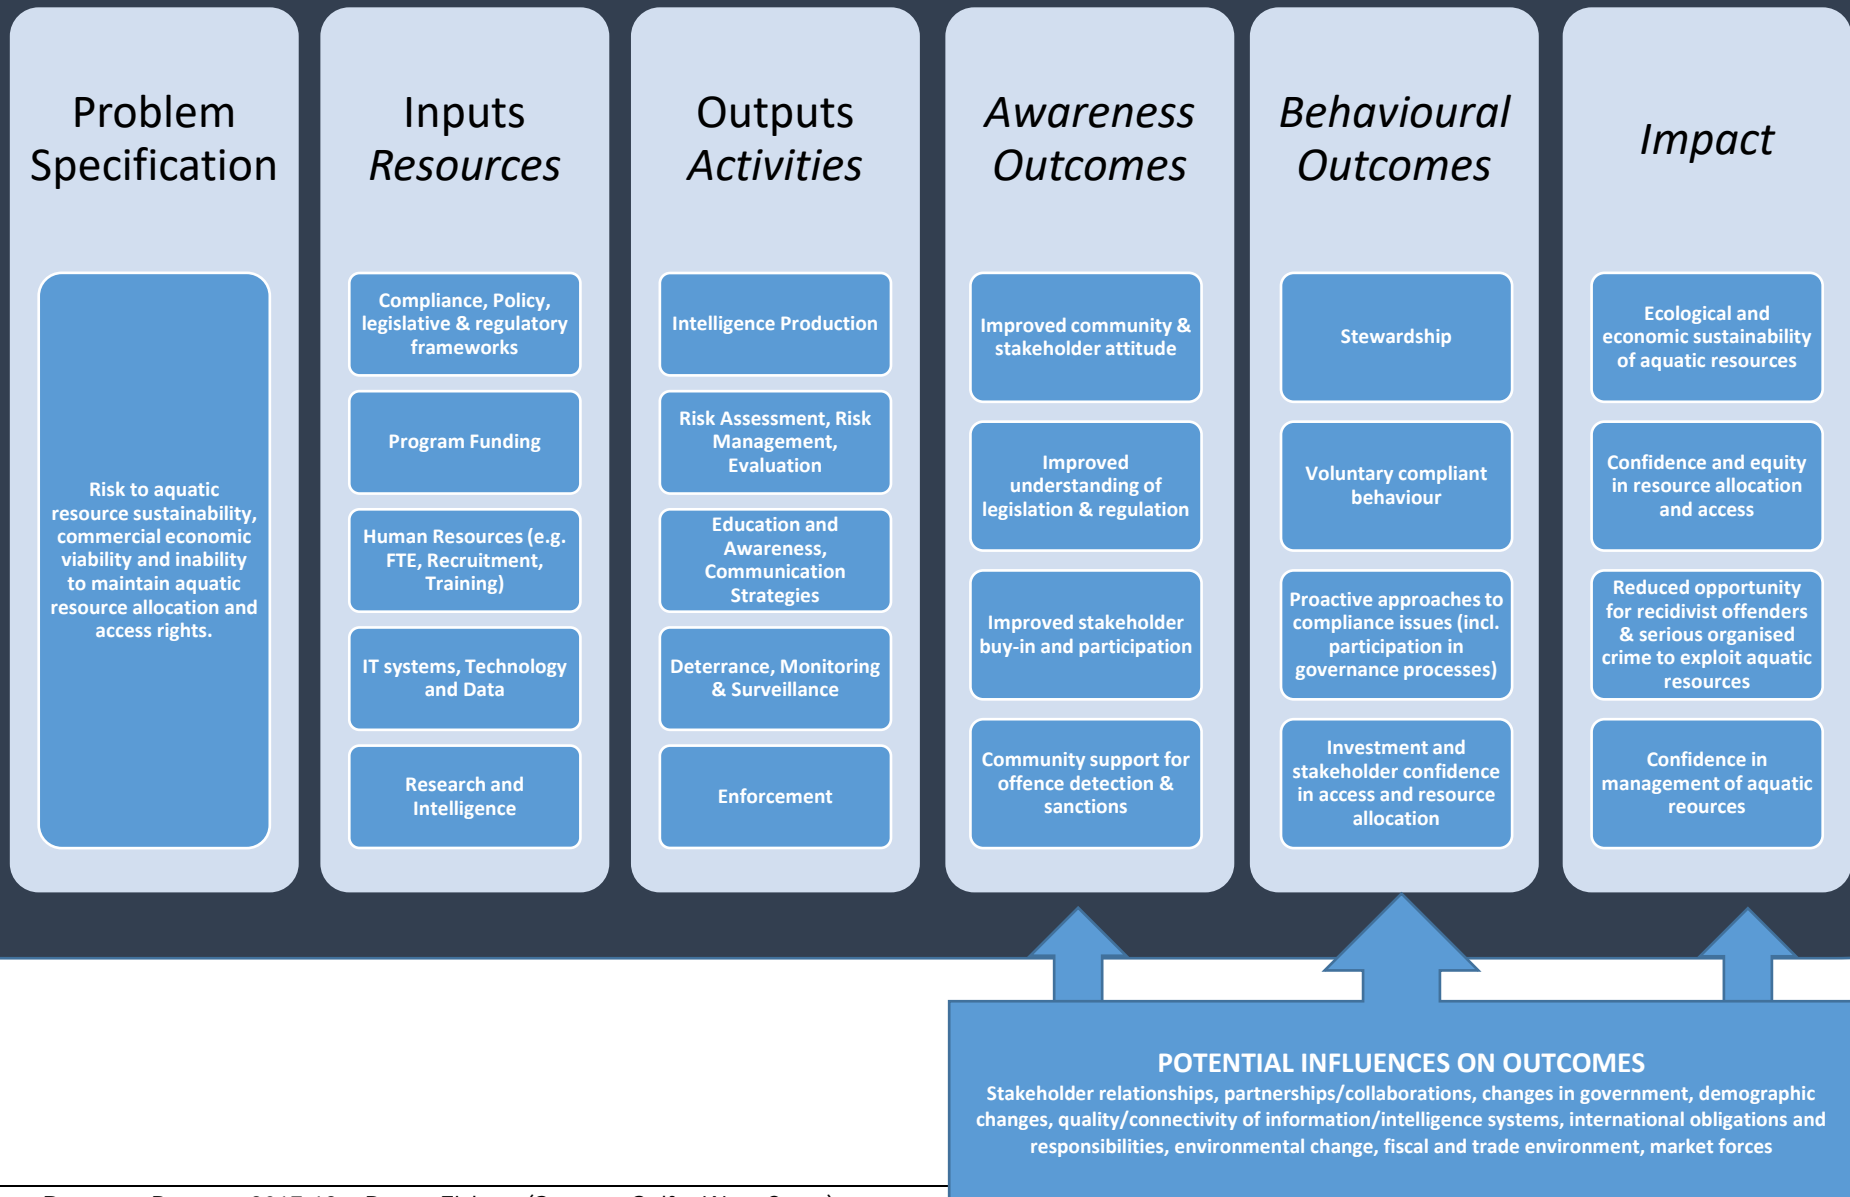 Problem
Specification
Risk to aquatic
resource sustainability,
commercial economic
viability and inability
to maintain aquatic
resource allocation and
access rights.
Inputs
Resources
Compliance, Policy,
legislative & regulatory
frameworks
Program Funding
Human Resources (e.g.
FTE, Recruitment,
Training)
IT systems, Technology
and Data
Research and
Intelligence
Outputs
Activities
Intelligence Production
Risk Assessment, Risk
Management,
Evaluation
Education and
Awareness,
Communication
Strategies
Deterrance, Monitoring
& Surveillance
Enforcement
Awareness
Outcomes
Improved community &
stakeholder attitude
Improved
understanding of
legislation & regulation
Improved stakeholder
buy-in and participation
Community support for
offence detection &
sanctions
Behavioural
Outcomes
Stewardship
Voluntary compliant
behaviour
Proactive approaches to
compliance issues (incl.
participation in
governance processes)
Investment and
stakeholder confidence
in access and resource
allocation
Impact
Ecological and
economic sustainability
of aquatic resources
Confidence and equity
in resource allocation
and access
Reduced opportunity
for recidivist offenders
& serious organised
crime to exploit aquatic
resources
Confidence in
management of aquatic
reources
POTENTIAL INFLUENCES ON OUTCOMES
Stakeholder relationships, partnerships/collaborations, changes in government, demographic
changes, quality/connectivity of information/intelligence systems, international obligations and
responsibilities, environmental change, fiscal and trade environment, market forces